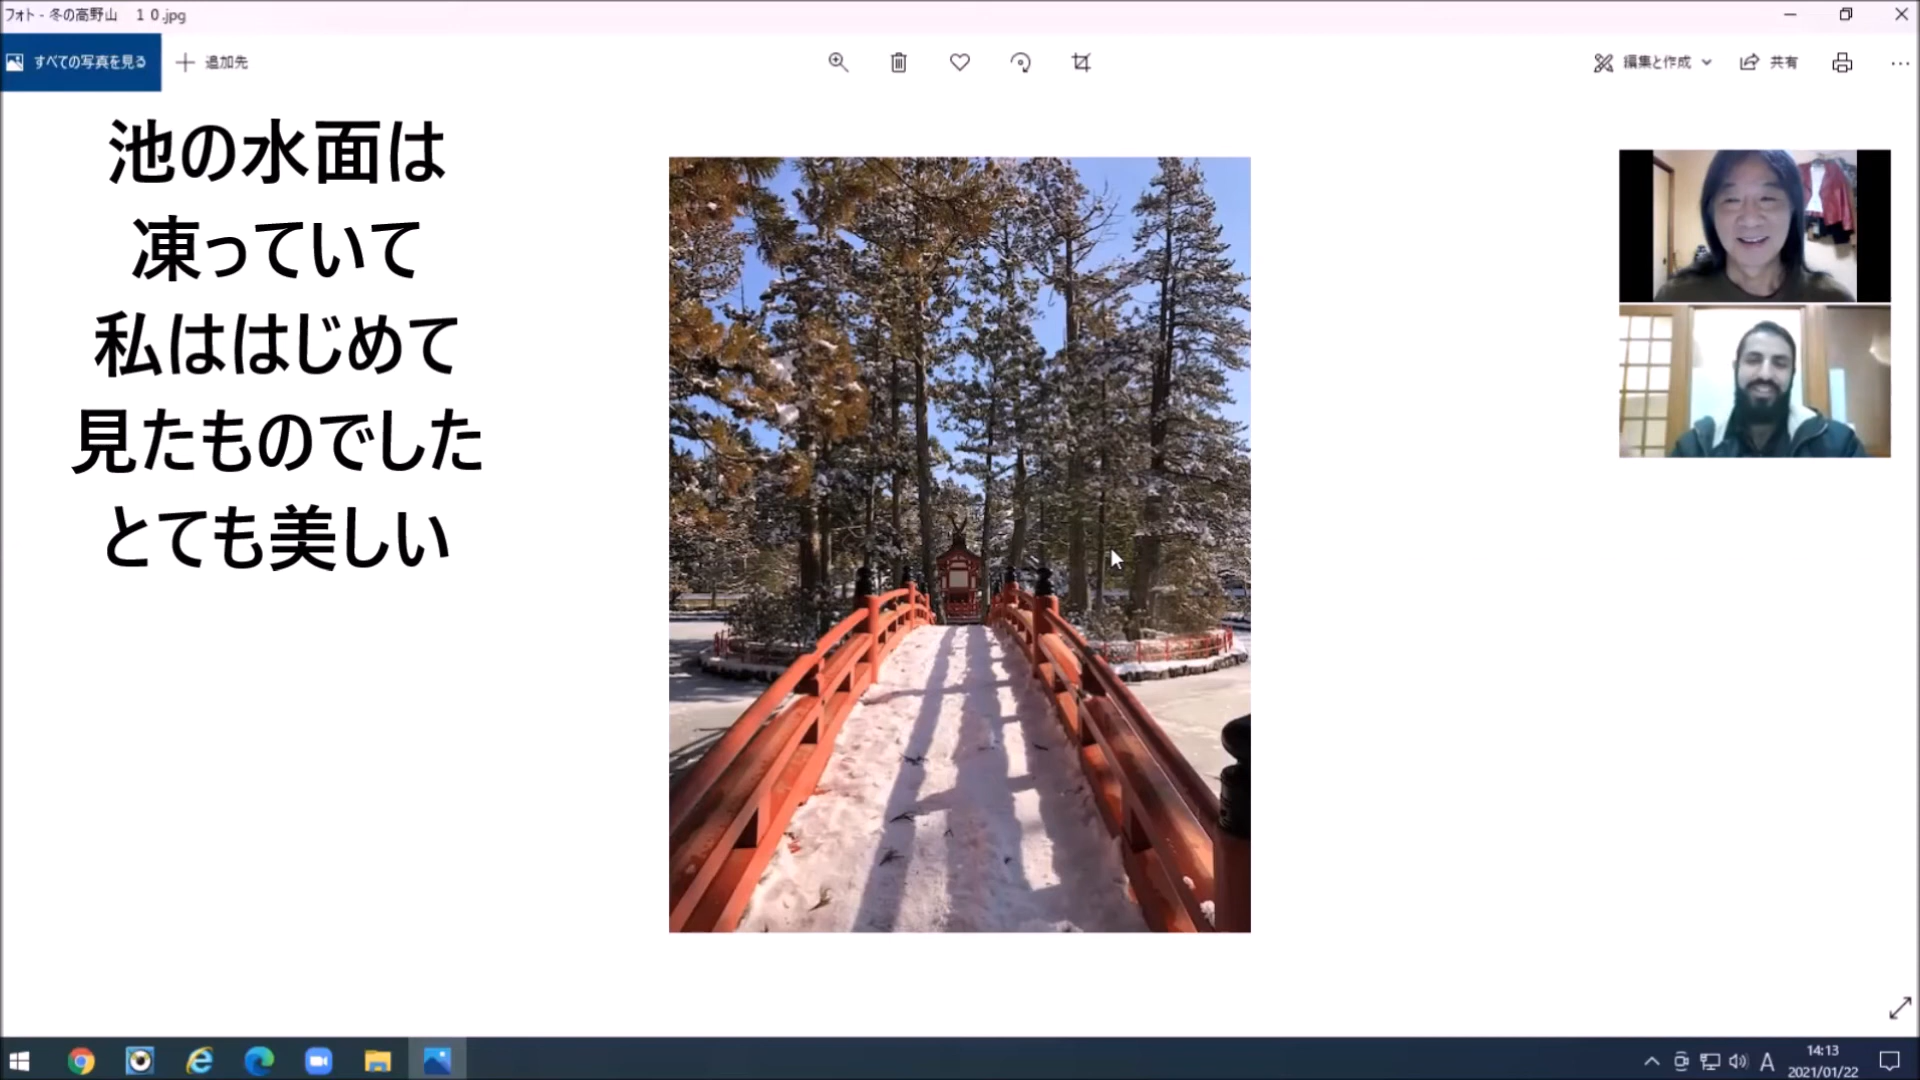 フォト - 冬の高野山　１０.jpg
すべての写真を見る
追加先
編集と作成
共有
池の水面は
凍っていて
私ははじめて
見たものでした
とても美しい
A
14:13
2021/01/22